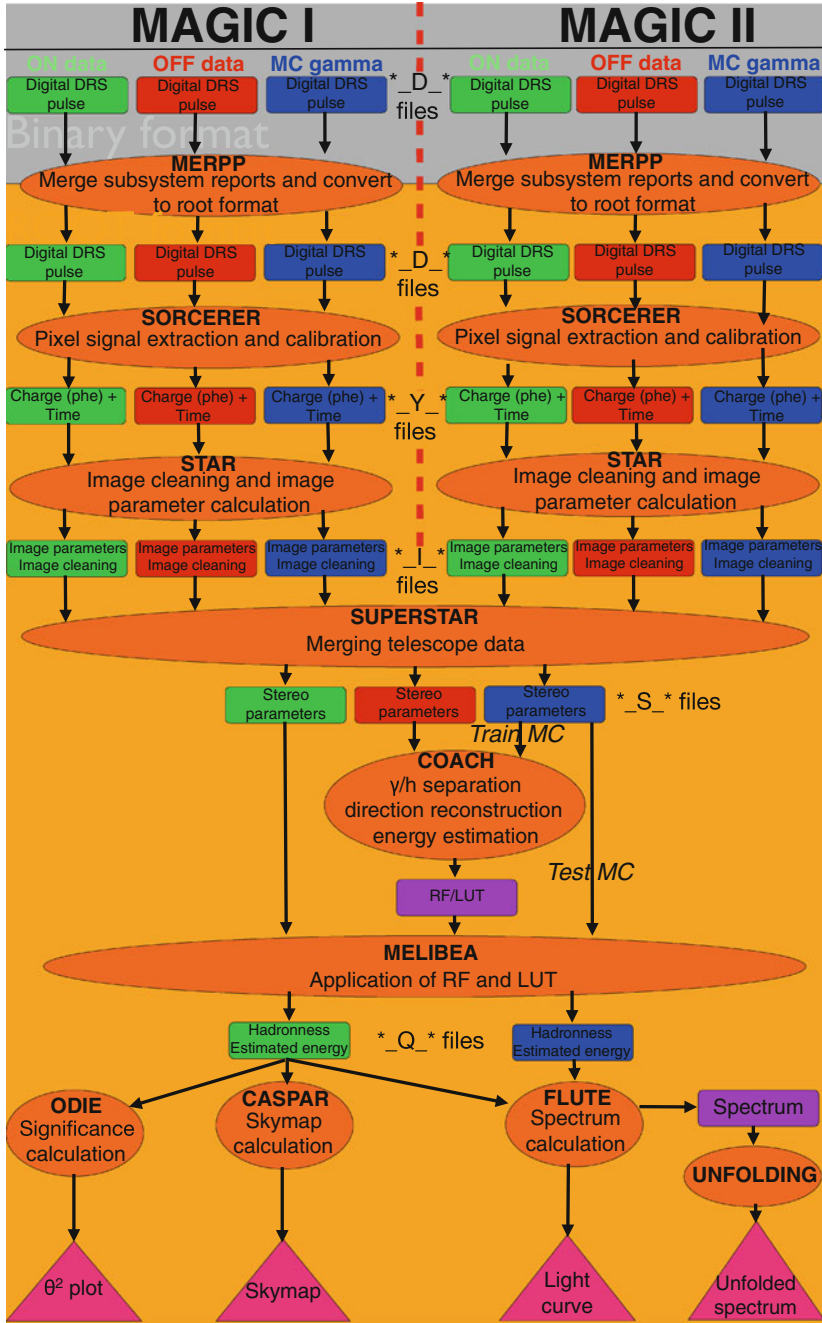 MAGIC I
MAGIC II
ON data
OFF data
MC gamma
ON data
OFF data
MC gamma
Digital DRS
pulse
Digital DRS
pulse
Digital DRS
pulse
*_D_*
files
Digital DRS
pulse
Digital DRS
pulse
Digital DRS
pulse
Binary format
MERPP
Merge subsystem reports and convert
to root format
MERPP
Merge subsystem reports and convert
to root format
Digital DRS
pulse
Digital DRS
pulse
Digital DRS
pulse
*_D_*
files
Digital DRS
pulse
Digital DRS
pulse
Digital DRS
pulse
SORCERER
Pixel signal extraction and calibration
SORCERER
Pixel signal extraction and calibration
Charge (phe) +
Time
Charge (phe) +
Time
Charge (phe) +
Time
*_Y_*
files
Charge (phe) +
Time
Charge (phe) +
Time
Charge (phe) +
Time
STAR
Image cleaning and image
parameter calculation
STAR
Image cleaning and image
parameter calculation
Image parameters
Image cleaning
Image parameters
Image cleaning
Image parameters
Image cleaning
*_I_*
files
Image parameters
Image cleaning
Image parameters
Image cleaning
Image parameters
Image cleaning
SUPERSTAR
Merging telescope data
Stereo
parameters
Stereo
parameters
Stereo
parameters
*_S_* files
Train MC
COACH
γ/h separation
direction reconstruction
energy estimation
Test MC
RF/LUT
MELIBEA
Application of RF and LUT
Hadronness
Estimated energy
*_Q_* files
Hadronness
Estimated energy
ODIE
Significance
calculation
CASPAR
Skymap
calculation
FLUTE
Spectrum
calculation
Spectrum
UNFOLDING
θ² plot
Skymap
Light
curve
Unfolded
spectrum